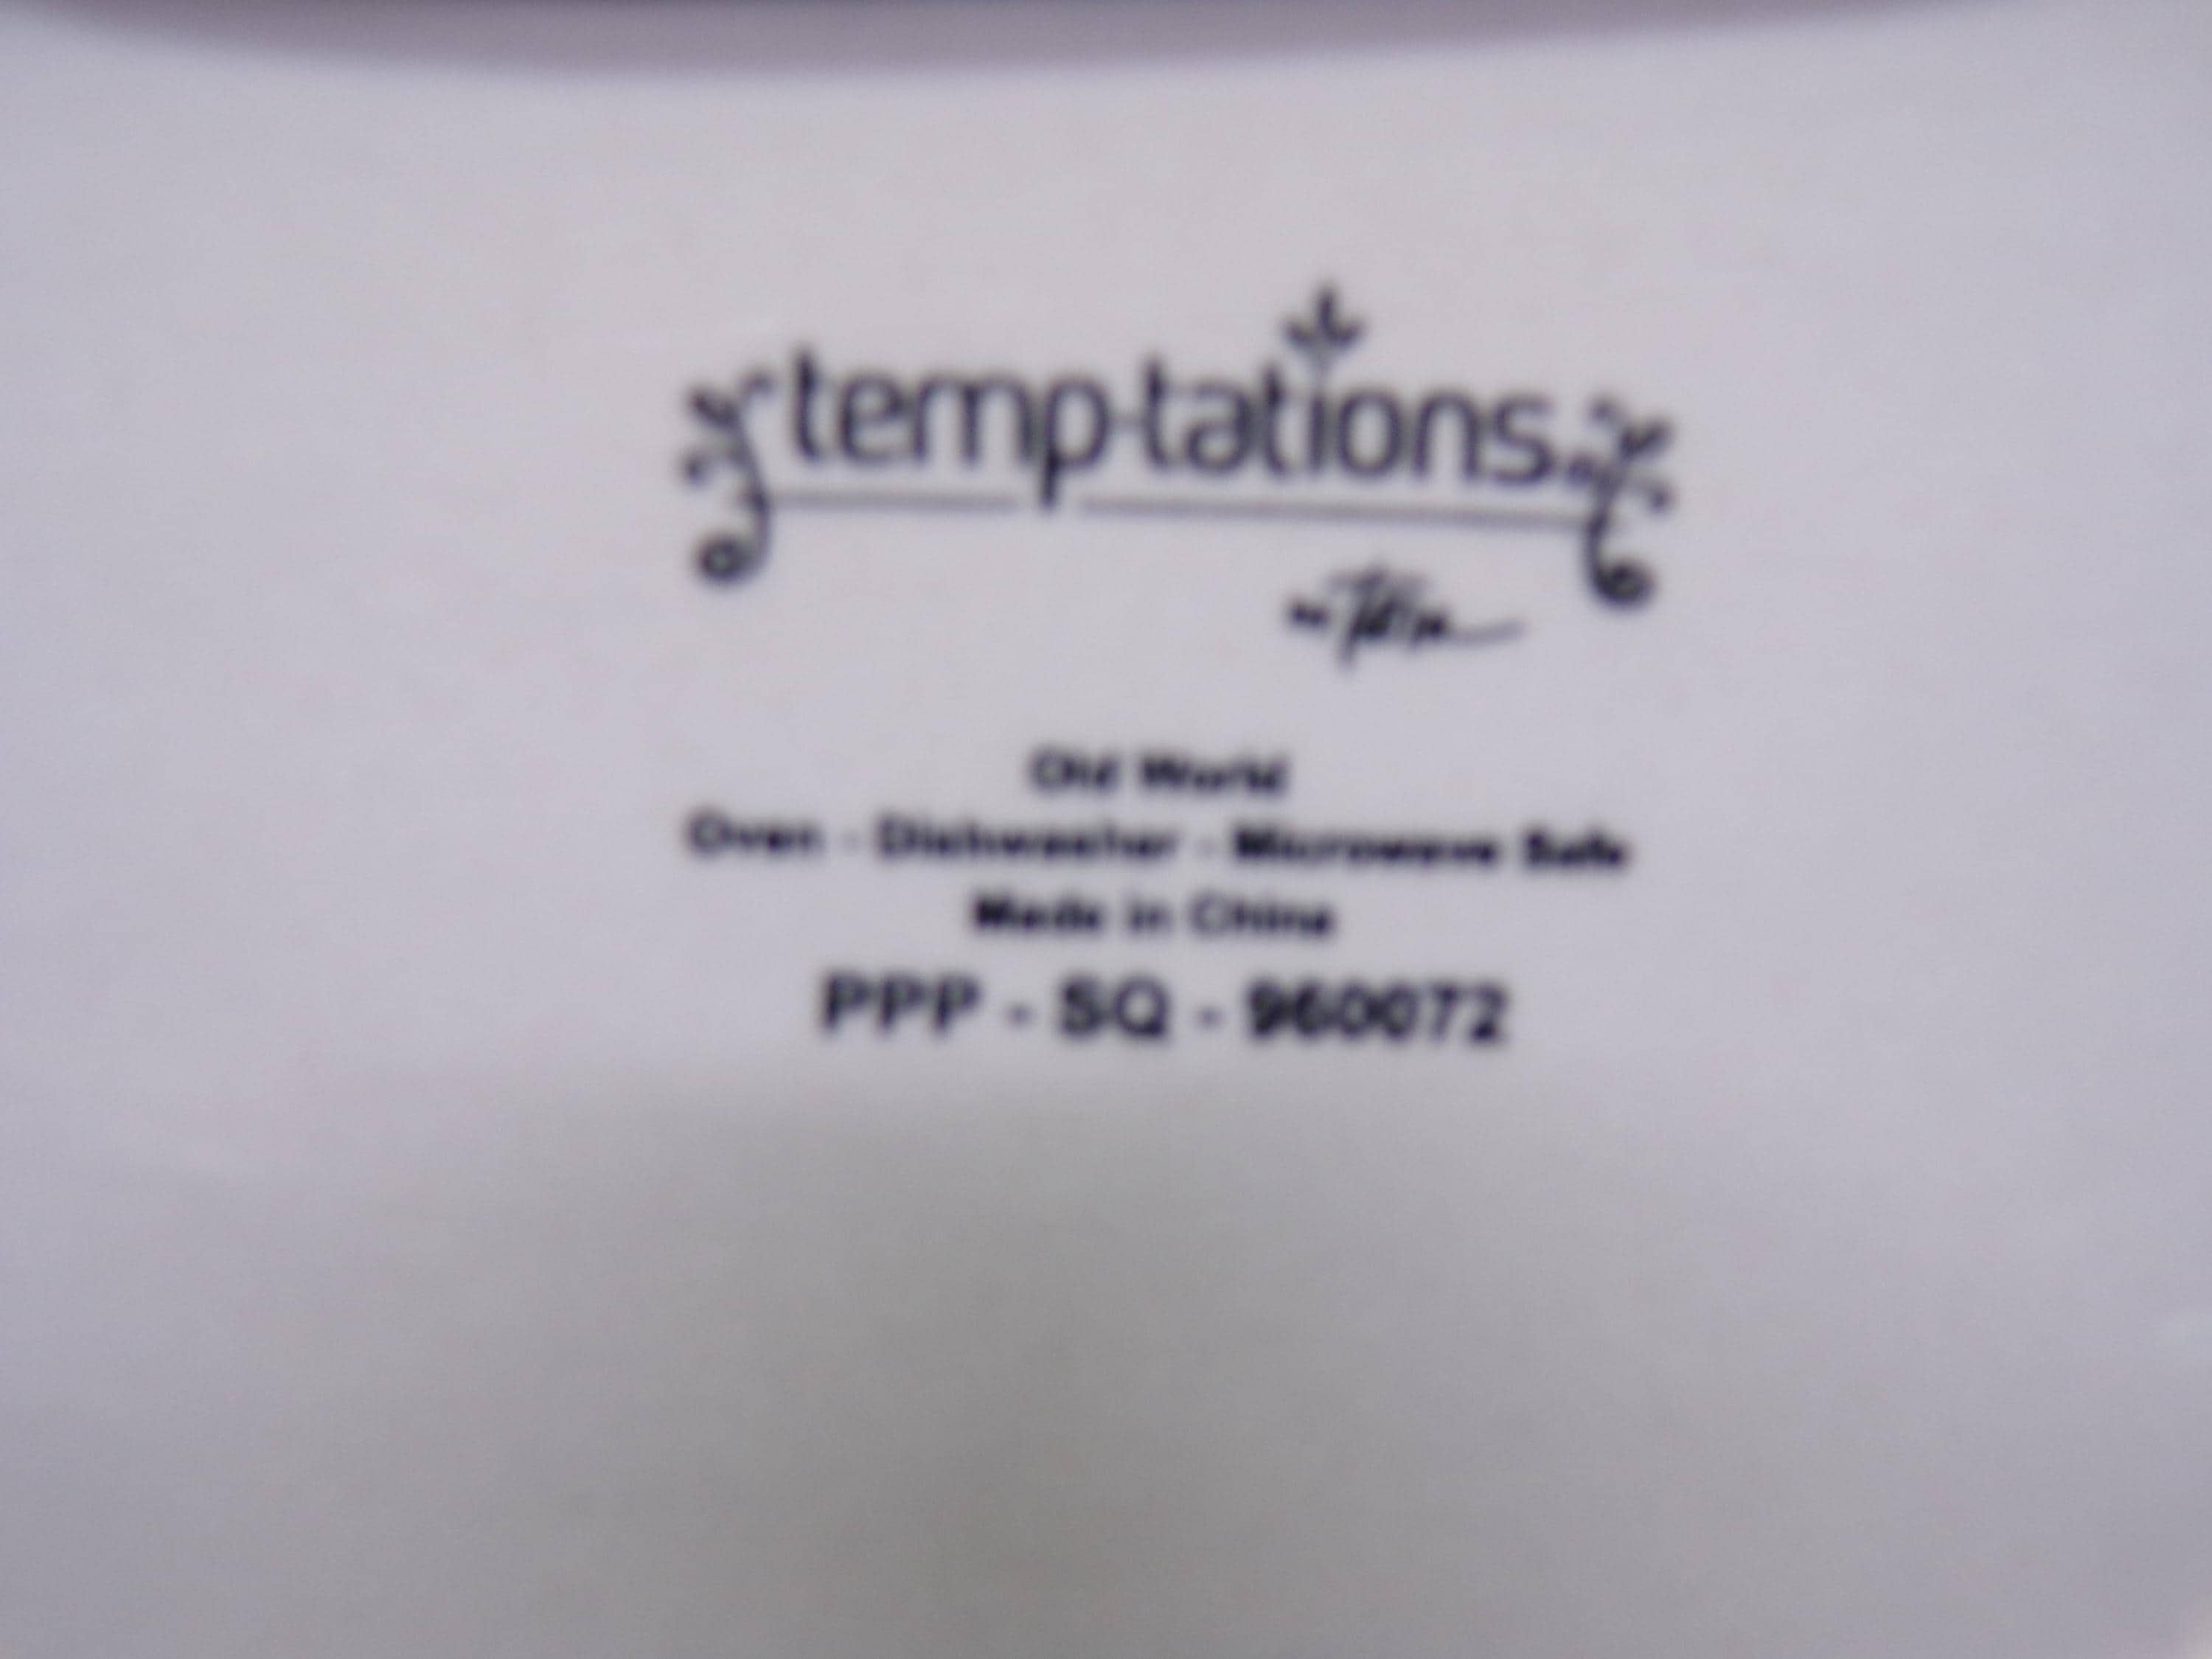 temp-tations
Old World
Oven - Dishwasher - Microwave Safe
Made in China
PPP - SQ - 960072